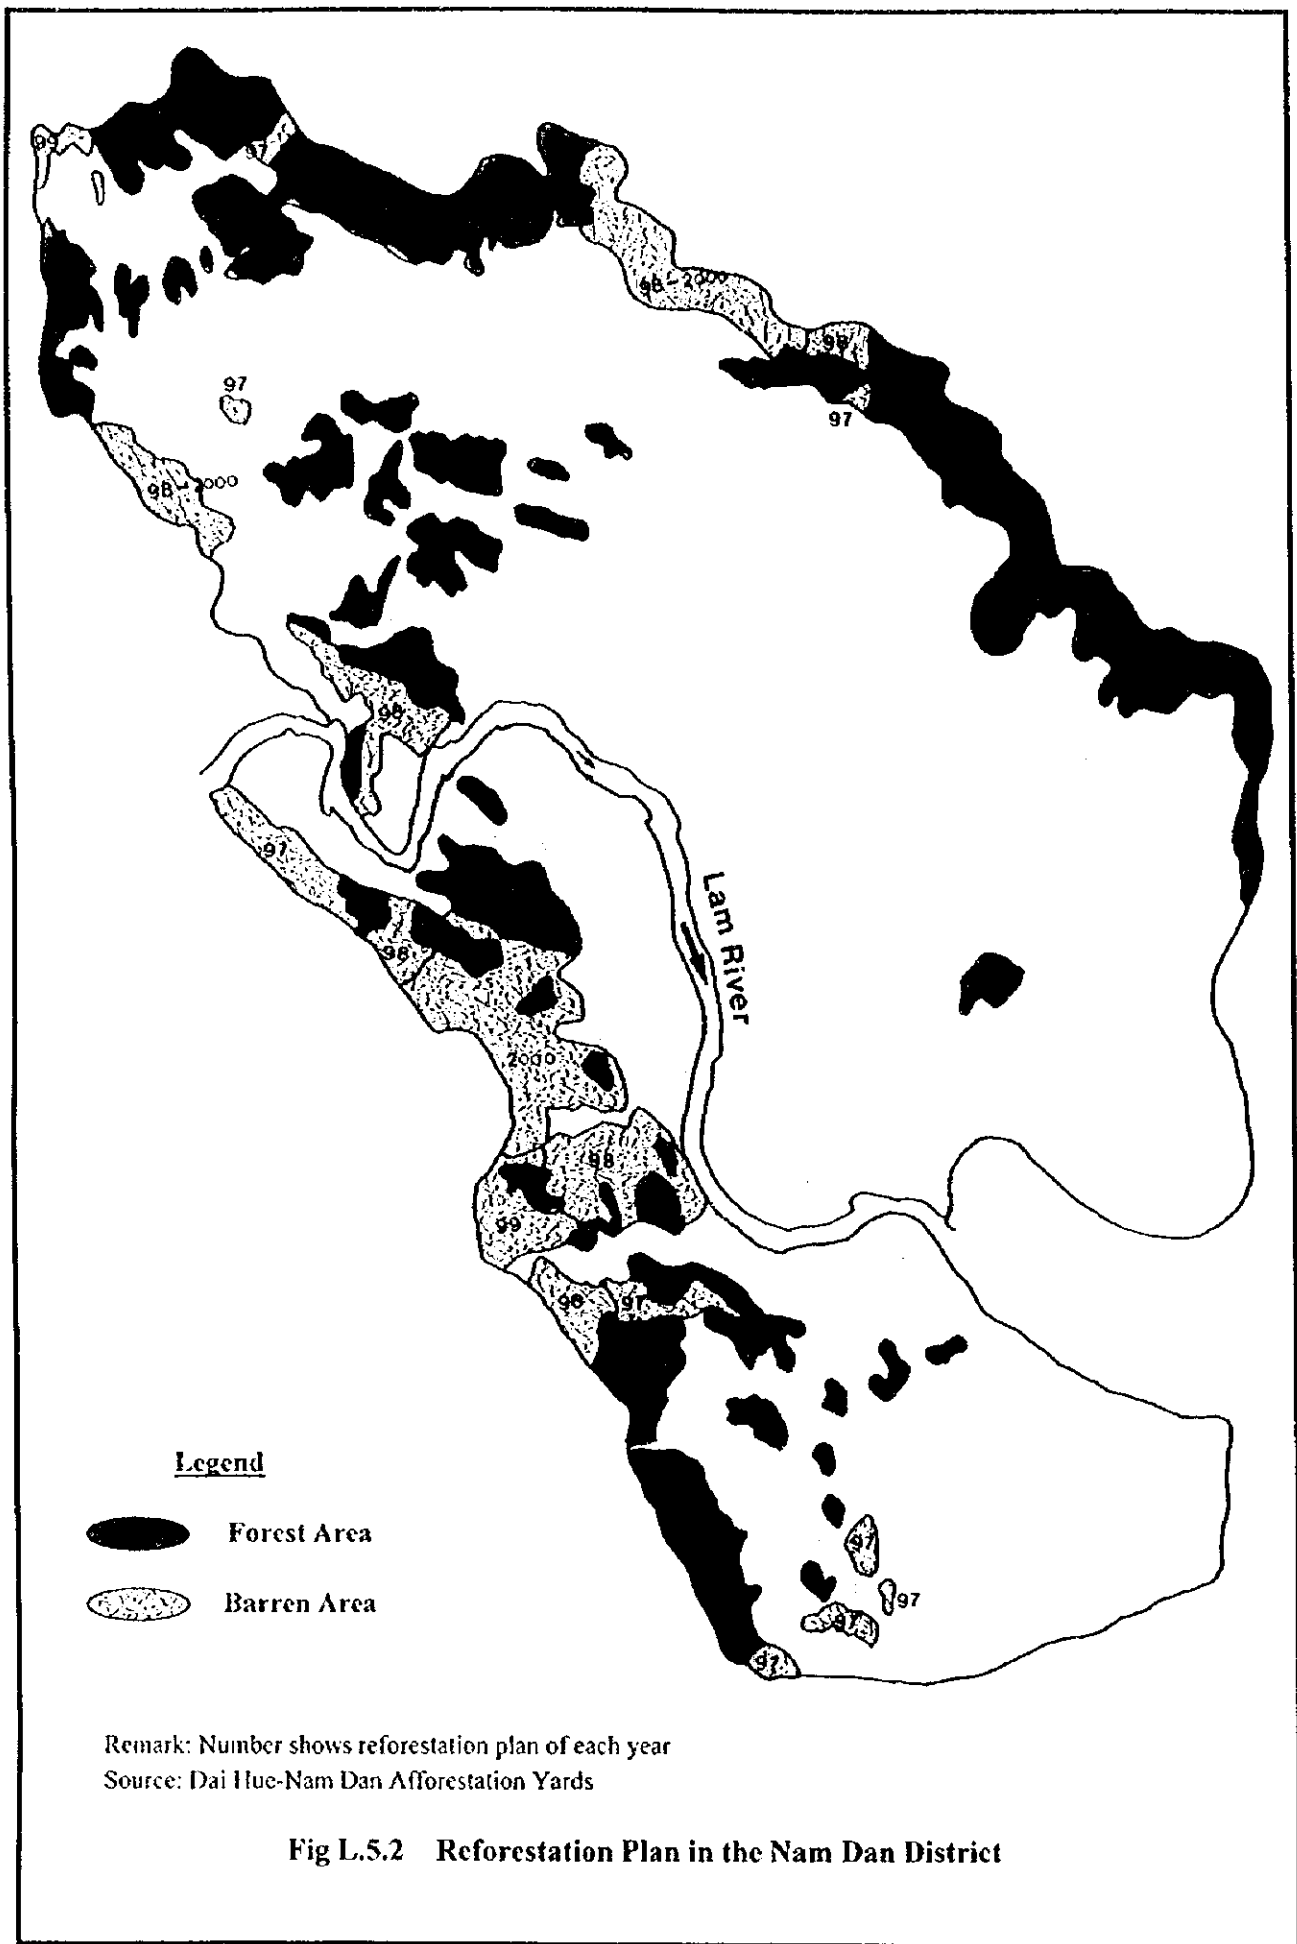 99
97
98-2000
98
97
97
98-2000
98
97
98
2000
98
99
98
97
97
97
97
97
Lam River
Legend
Forest Area
Barren Area
Remark: Number shows reforestation plan of each year
Source: Dai Hue-Nam Dan Afforestation Yards
Fig L.5.2 Reforestation Plan in the Nam Dan District